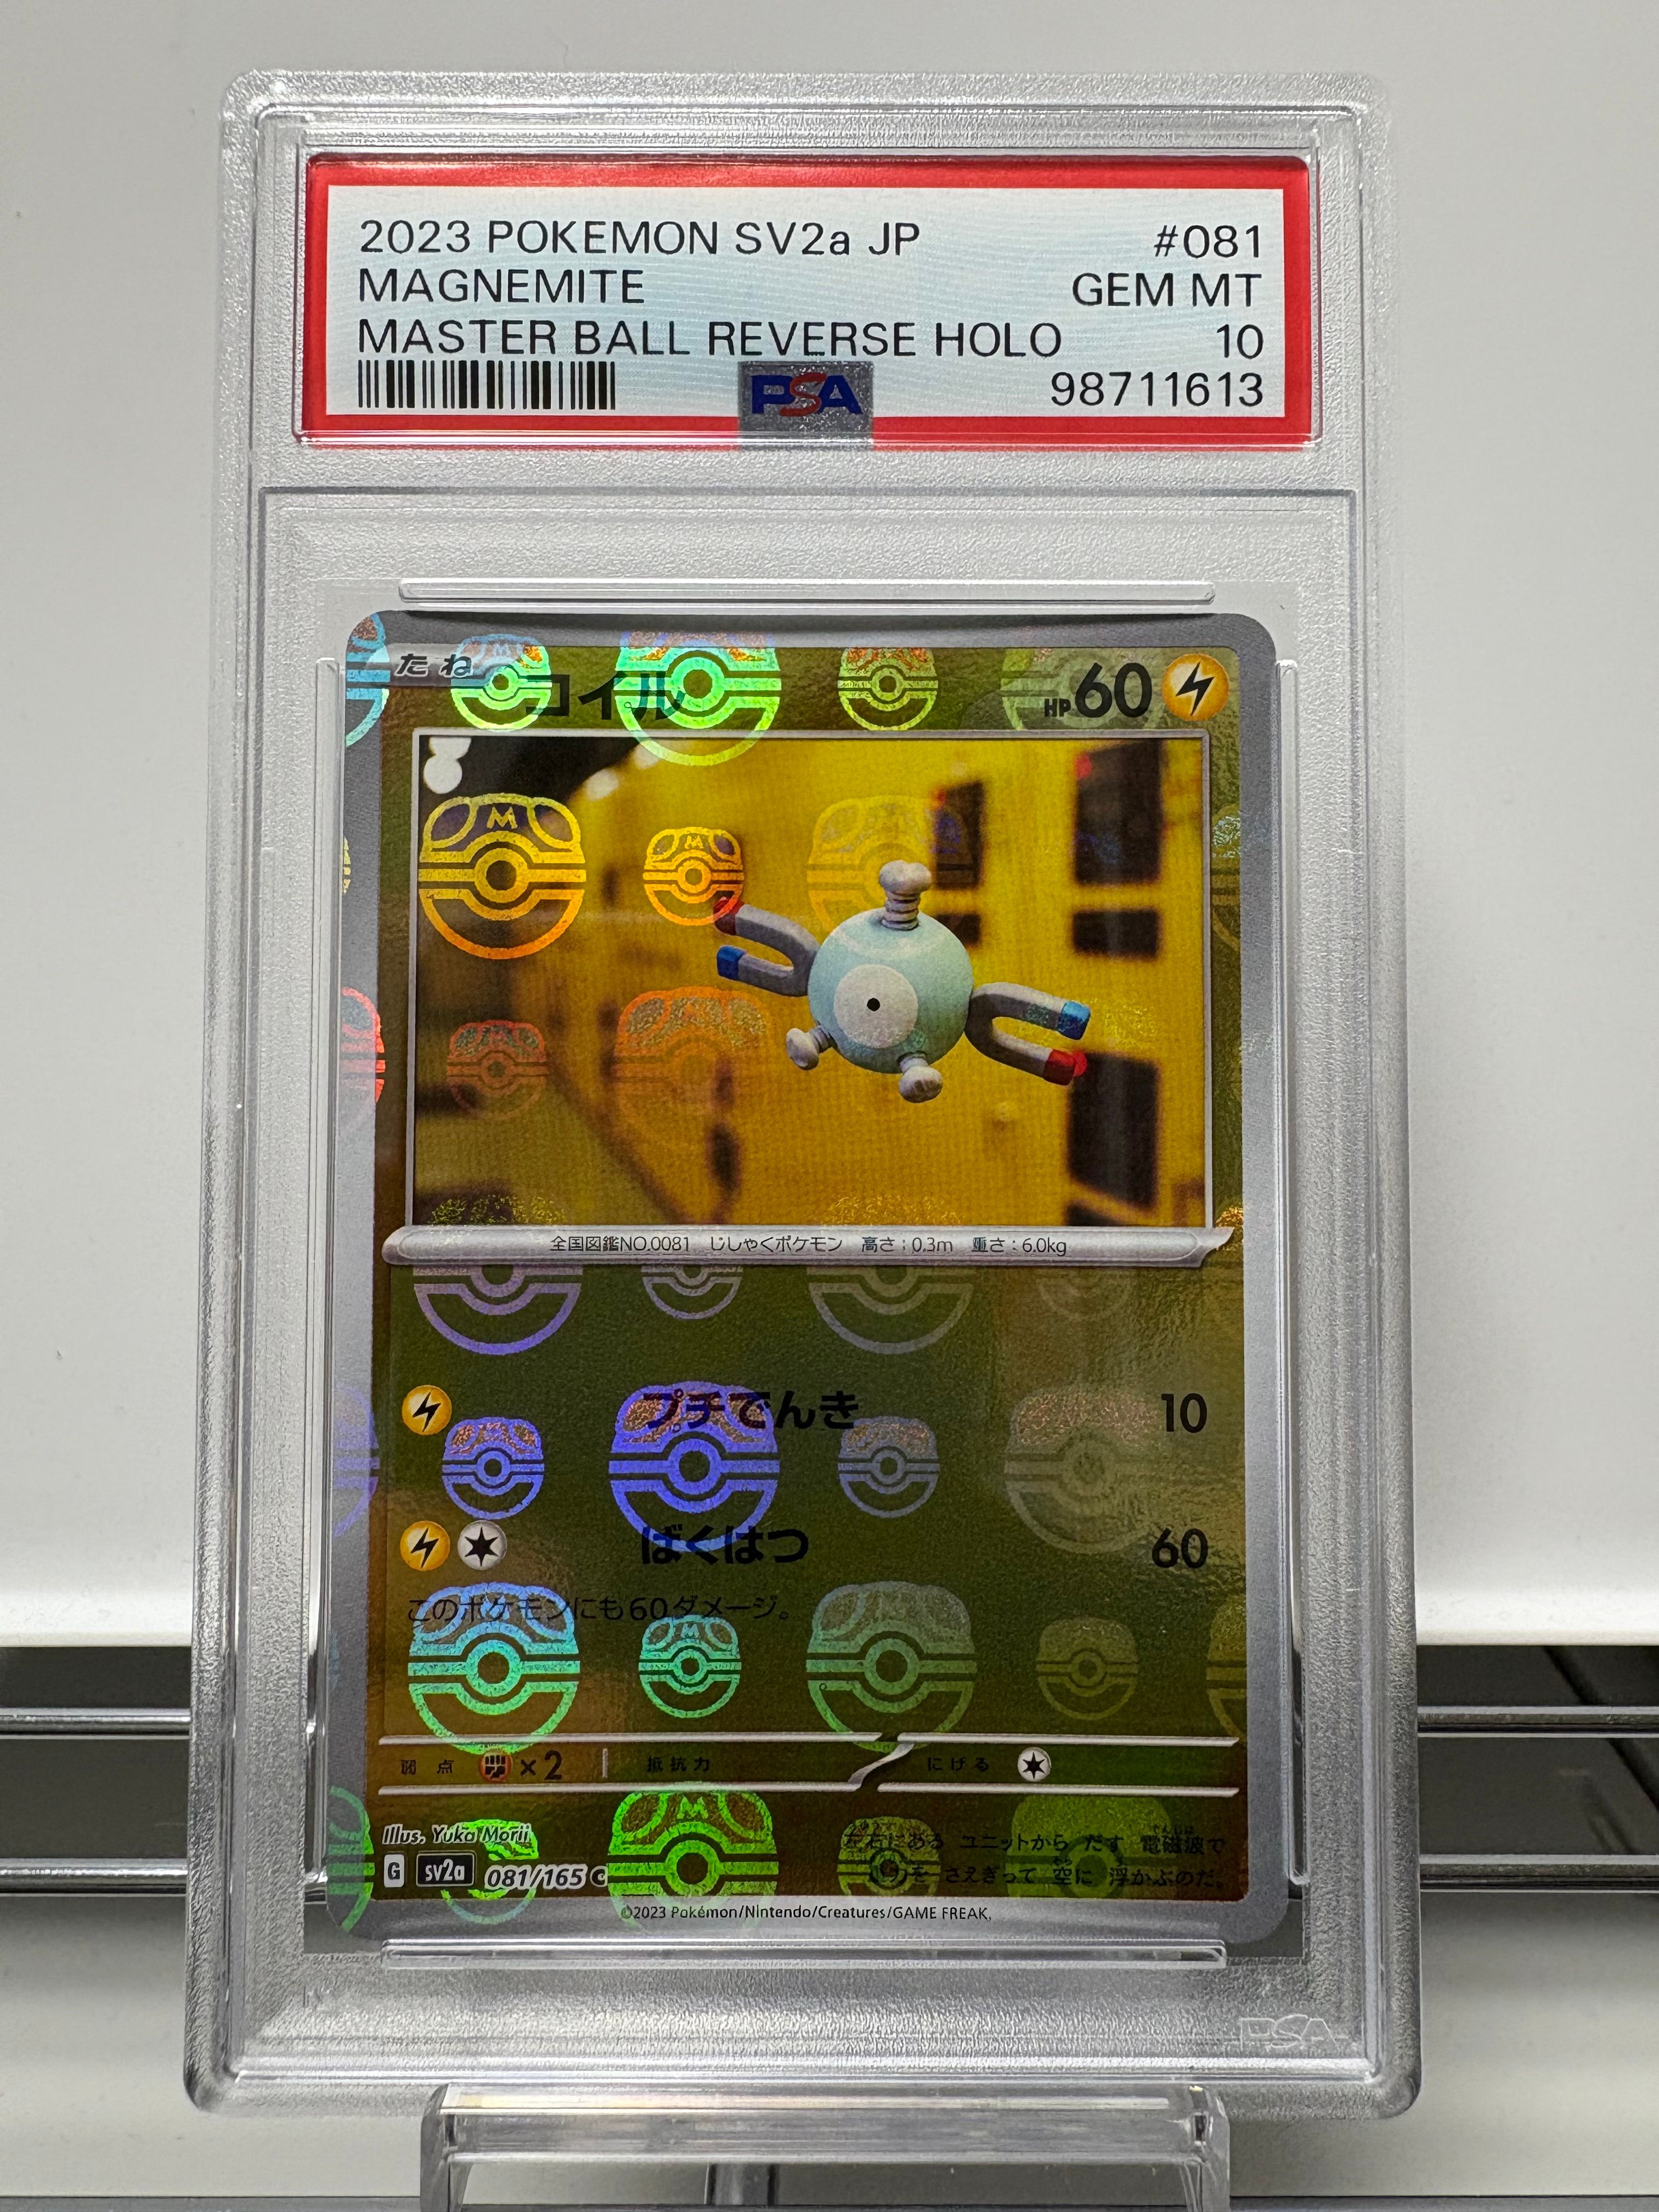 2023 POKEMON SV2a JP #081
MAGNEMITE GEM MT
MASTER BALL REVERSE HOLO 10
PSA 98711613
たね コイル HP60
全国図鑑NO.0081 じしゃくポケモン 高さ:0.3m 重さ:6.0kg
プチでんき 10
ばくはつ 60
このポケモンにも60ダメージ。
弱点 ×2 抵抗力 にげる
Illus. Yuka Morii
G sv2a 081/165 C
左右にある ユニットから だす 電磁波で
さえぎって 空に 浮かぶのだ。
©2023 Pokémon/Nintendo/Creatures/GAME FREAK.
PSA